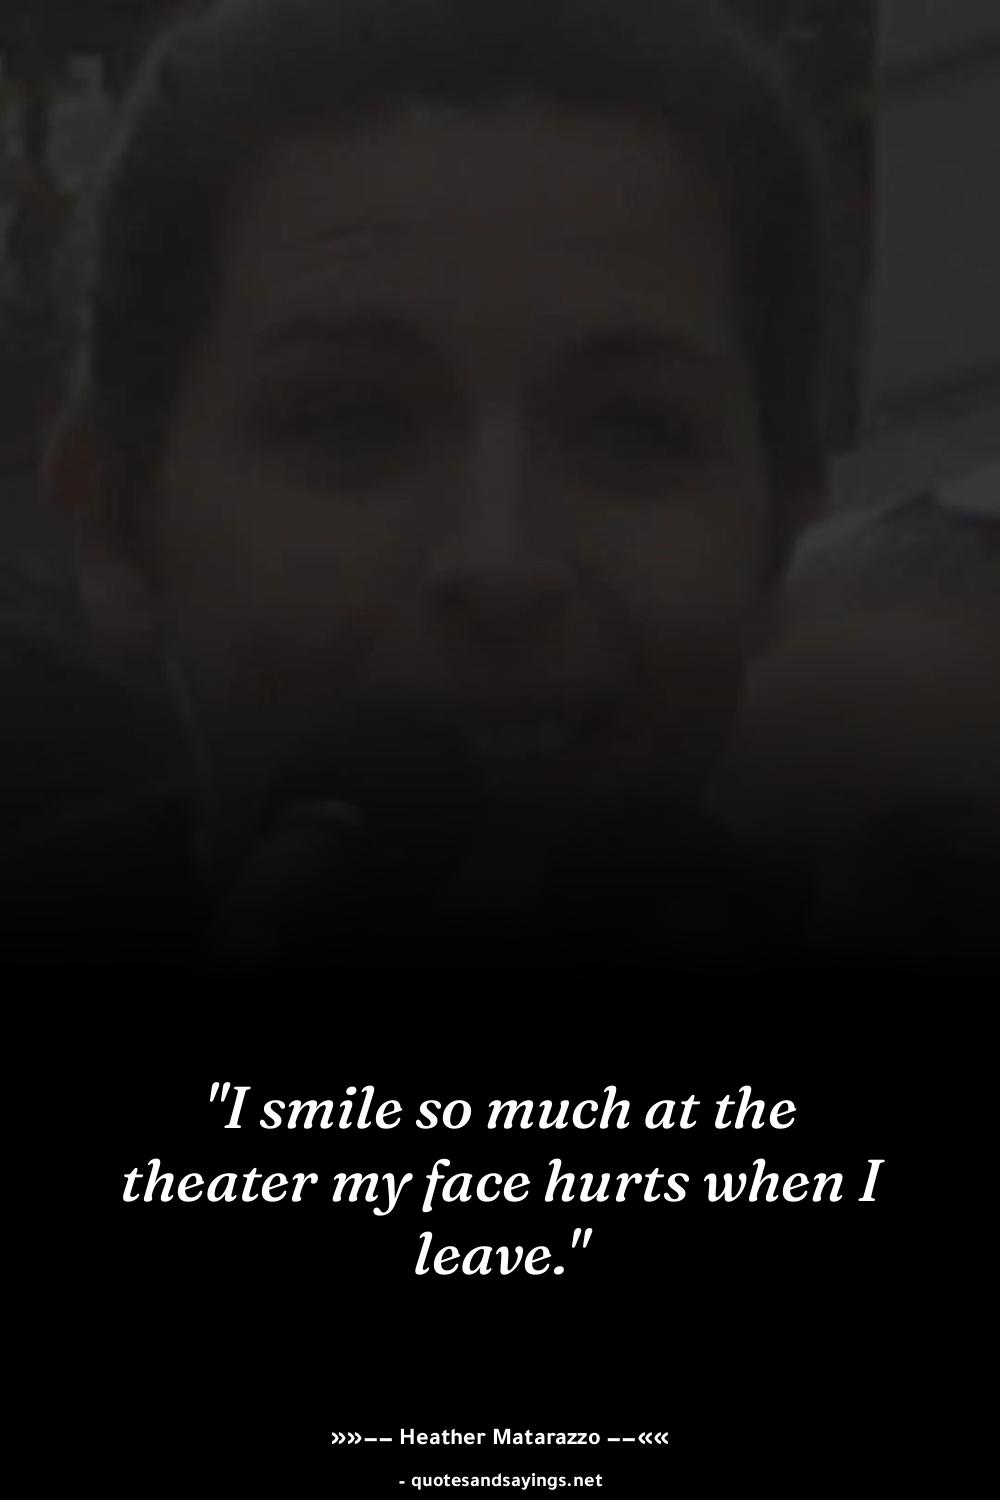 "I smile so much at the
theater my face hurts when I
leave."
»»—— Heather Matarazzo ——««
- quotesandsayings.net